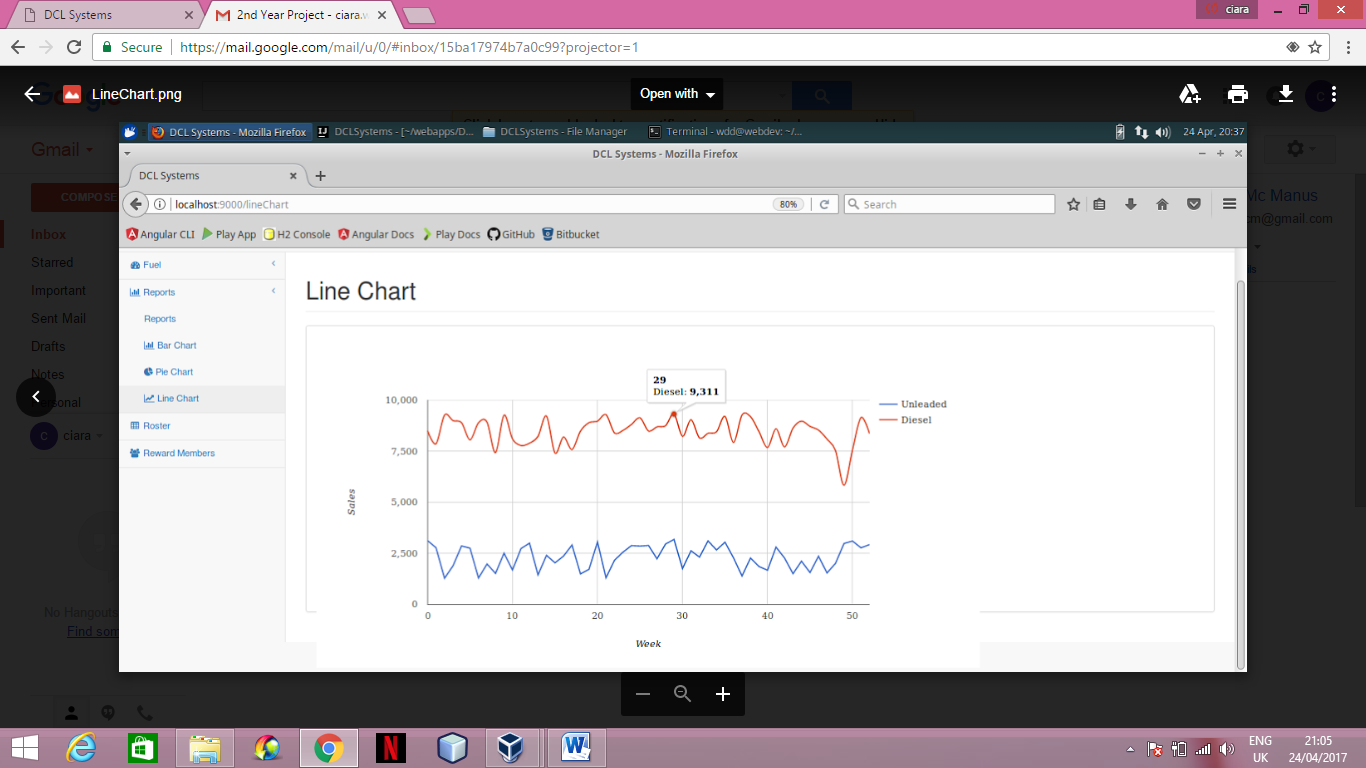 DCL Systems
2nd Year Project - ciara.
ciara
Secure https://mail.google.com/mail/u/0/#inbox/15ba17974b7a0c99?projector=1
LineChart.png
Open with
Gmail
COMPOSE
Inbox
Starred
Important
Sent Mail
Drafts
Notes
Personal
ciara
No Hangouts
Find som
Mc Manus
cm@gmail.com
DCL Systems - Mozilla Firefox
DCLSystems - [~/webapps/D...
DCLSystems - File Manager
Terminal - wdd@webdev: ~/...
24 Apr, 20:37
DCL Systems - Mozilla Firefox
DCL Systems
localhost:9000/lineChart
80%
Search
Angular CLI
Play App
H2 Console
Angular Docs
Play Docs
GitHub
Bitbucket
Fuel
Reports
Reports
Bar Chart
Pie Chart
Line Chart
Roster
Reward Members
Line Chart
29
Diesel: 9,311
Unleaded
Diesel
10,000
7,500
5,000
2,500
0
Sales
0 10 20 30 40 50
Week
ENG
UK
21:05
24/04/2017